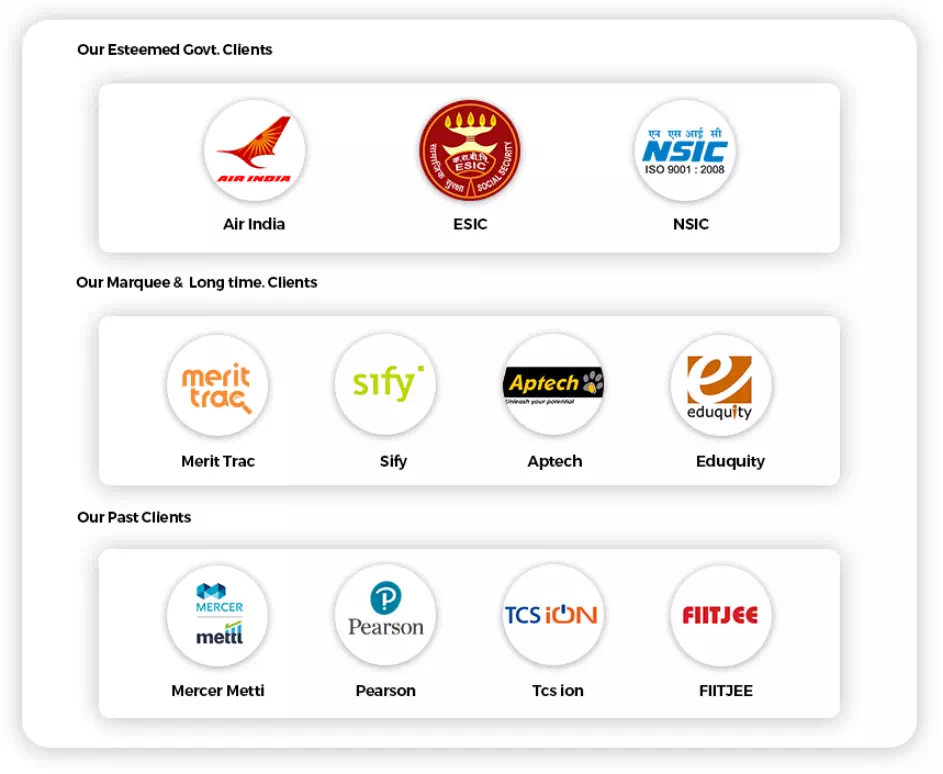 Our Esteemed Govt. Clients
AIR INDIA
सामाजिक सुरक्षा
क.रा.बी.नि.
ESIC
SOCIAL SECURITY
एन एस आई सी
NSIC
ISO 9001 : 2008
Air India
ESIC
NSIC
Our Marquee & Long time. Clients
merit
trac
sify
Aptech
Unleash your potential
e
eduquity
Merit Trac
Sify
Aptech
Eduquity
Our Past Clients
MERCER
mettl
P
Pearson
TCS iON
FIITJEE
Mercer Metti
Pearson
Tcs ion
FIITJEE